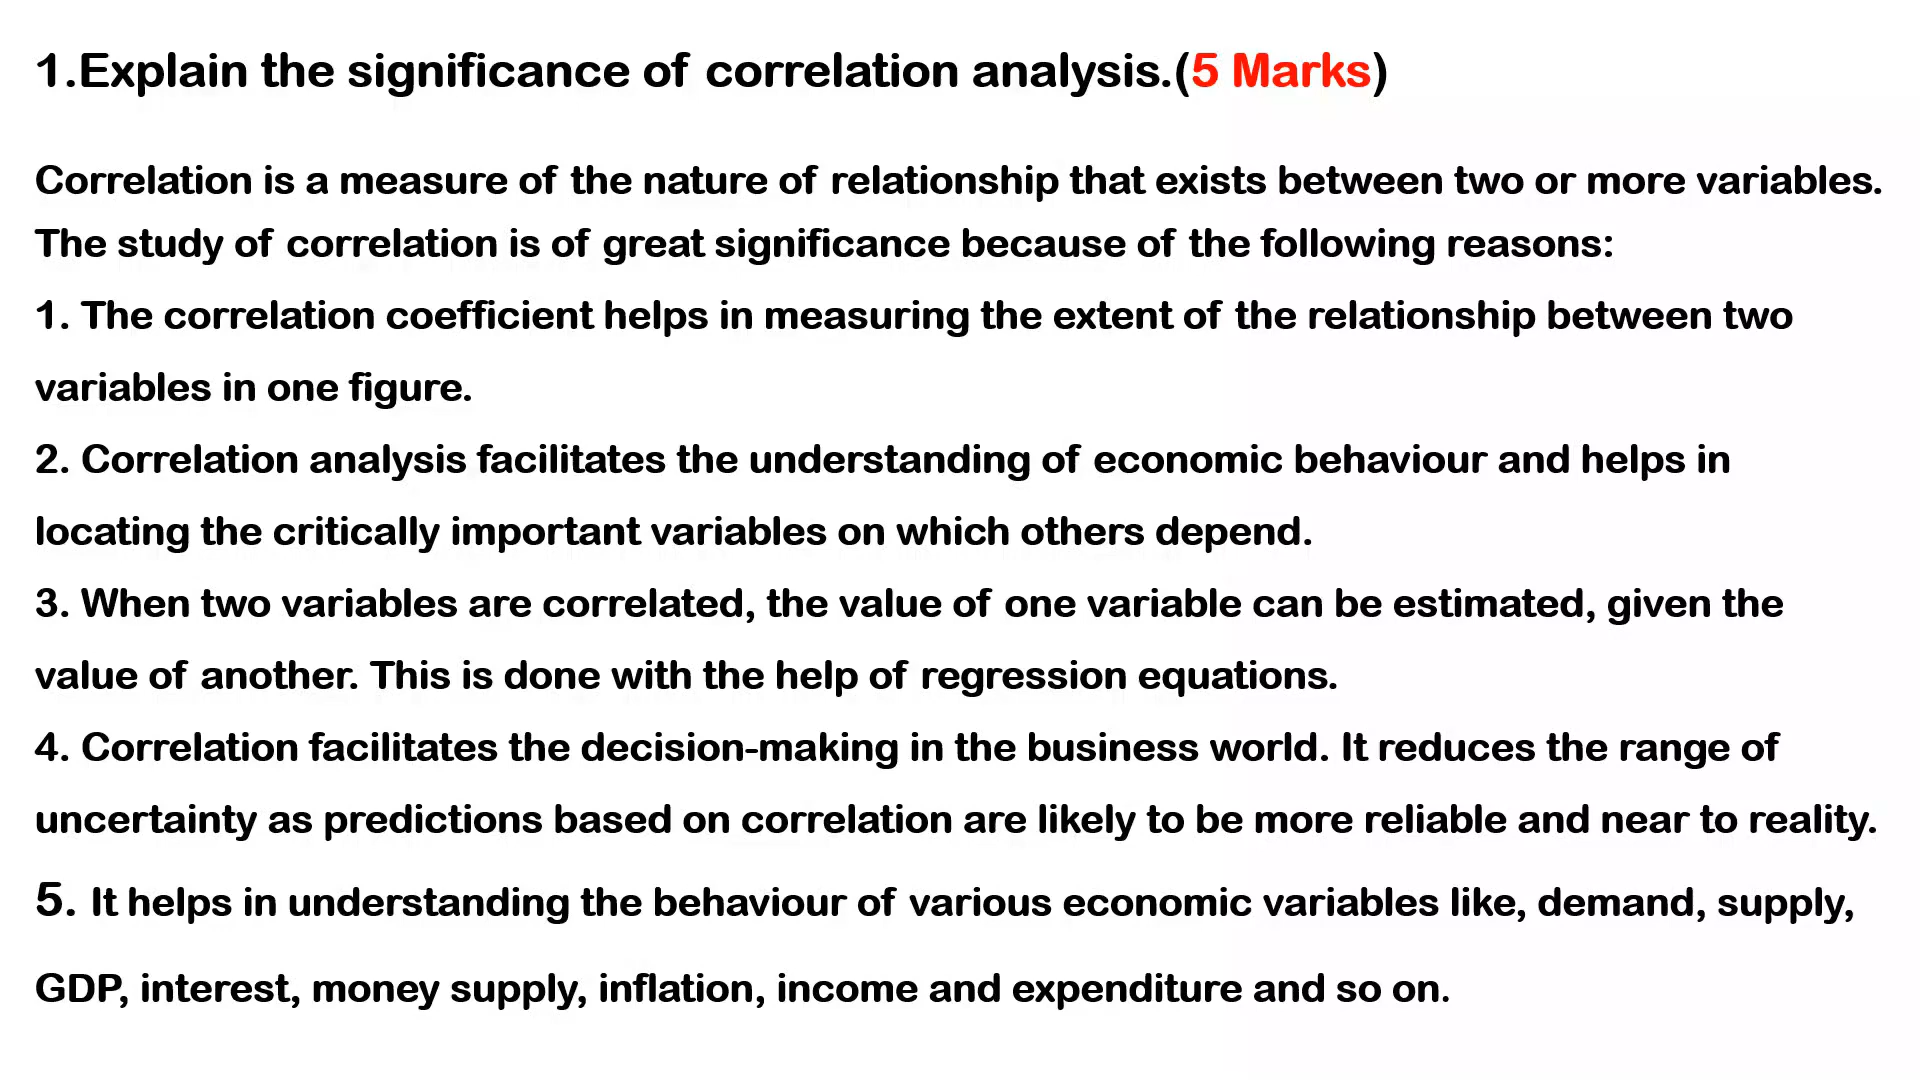 1.Explain the significance of correlation analysis.(5 Marks)
Correlation is a measure of the nature of relationship that exists between two or more variables.
The study of correlation is of great significance because of the following reasons:
1. The correlation coefficient helps in measuring the extent of the relationship between two
variables in one figure.
2. Correlation analysis facilitates the understanding of economic behaviour and helps in
locating the critically important variables on which others depend.
3. When two variables are correlated, the value of one variable can be estimated, given the
value of another. This is done with the help of regression equations.
4. Correlation facilitates the decision-making in the business world. It reduces the range of
uncertainty as predictions based on correlation are likely to be more reliable and near to reality.
5. It helps in understanding the behaviour of various economic variables like, demand, supply,
GDP, interest, money supply, inflation, income and expenditure and so on.